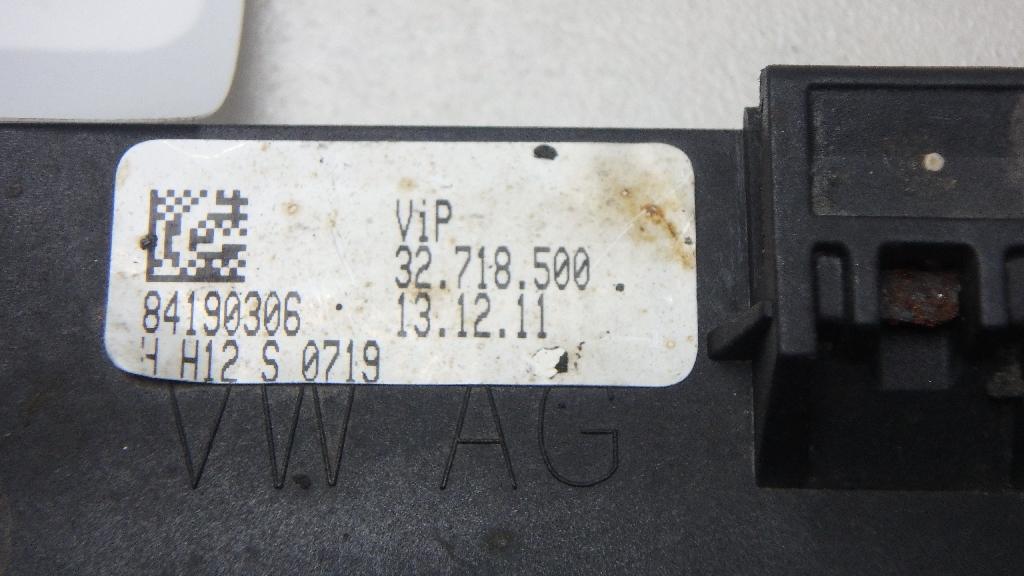 ViP
32.718.500
84190306
13.12.11
H12 S 0719
VW AG